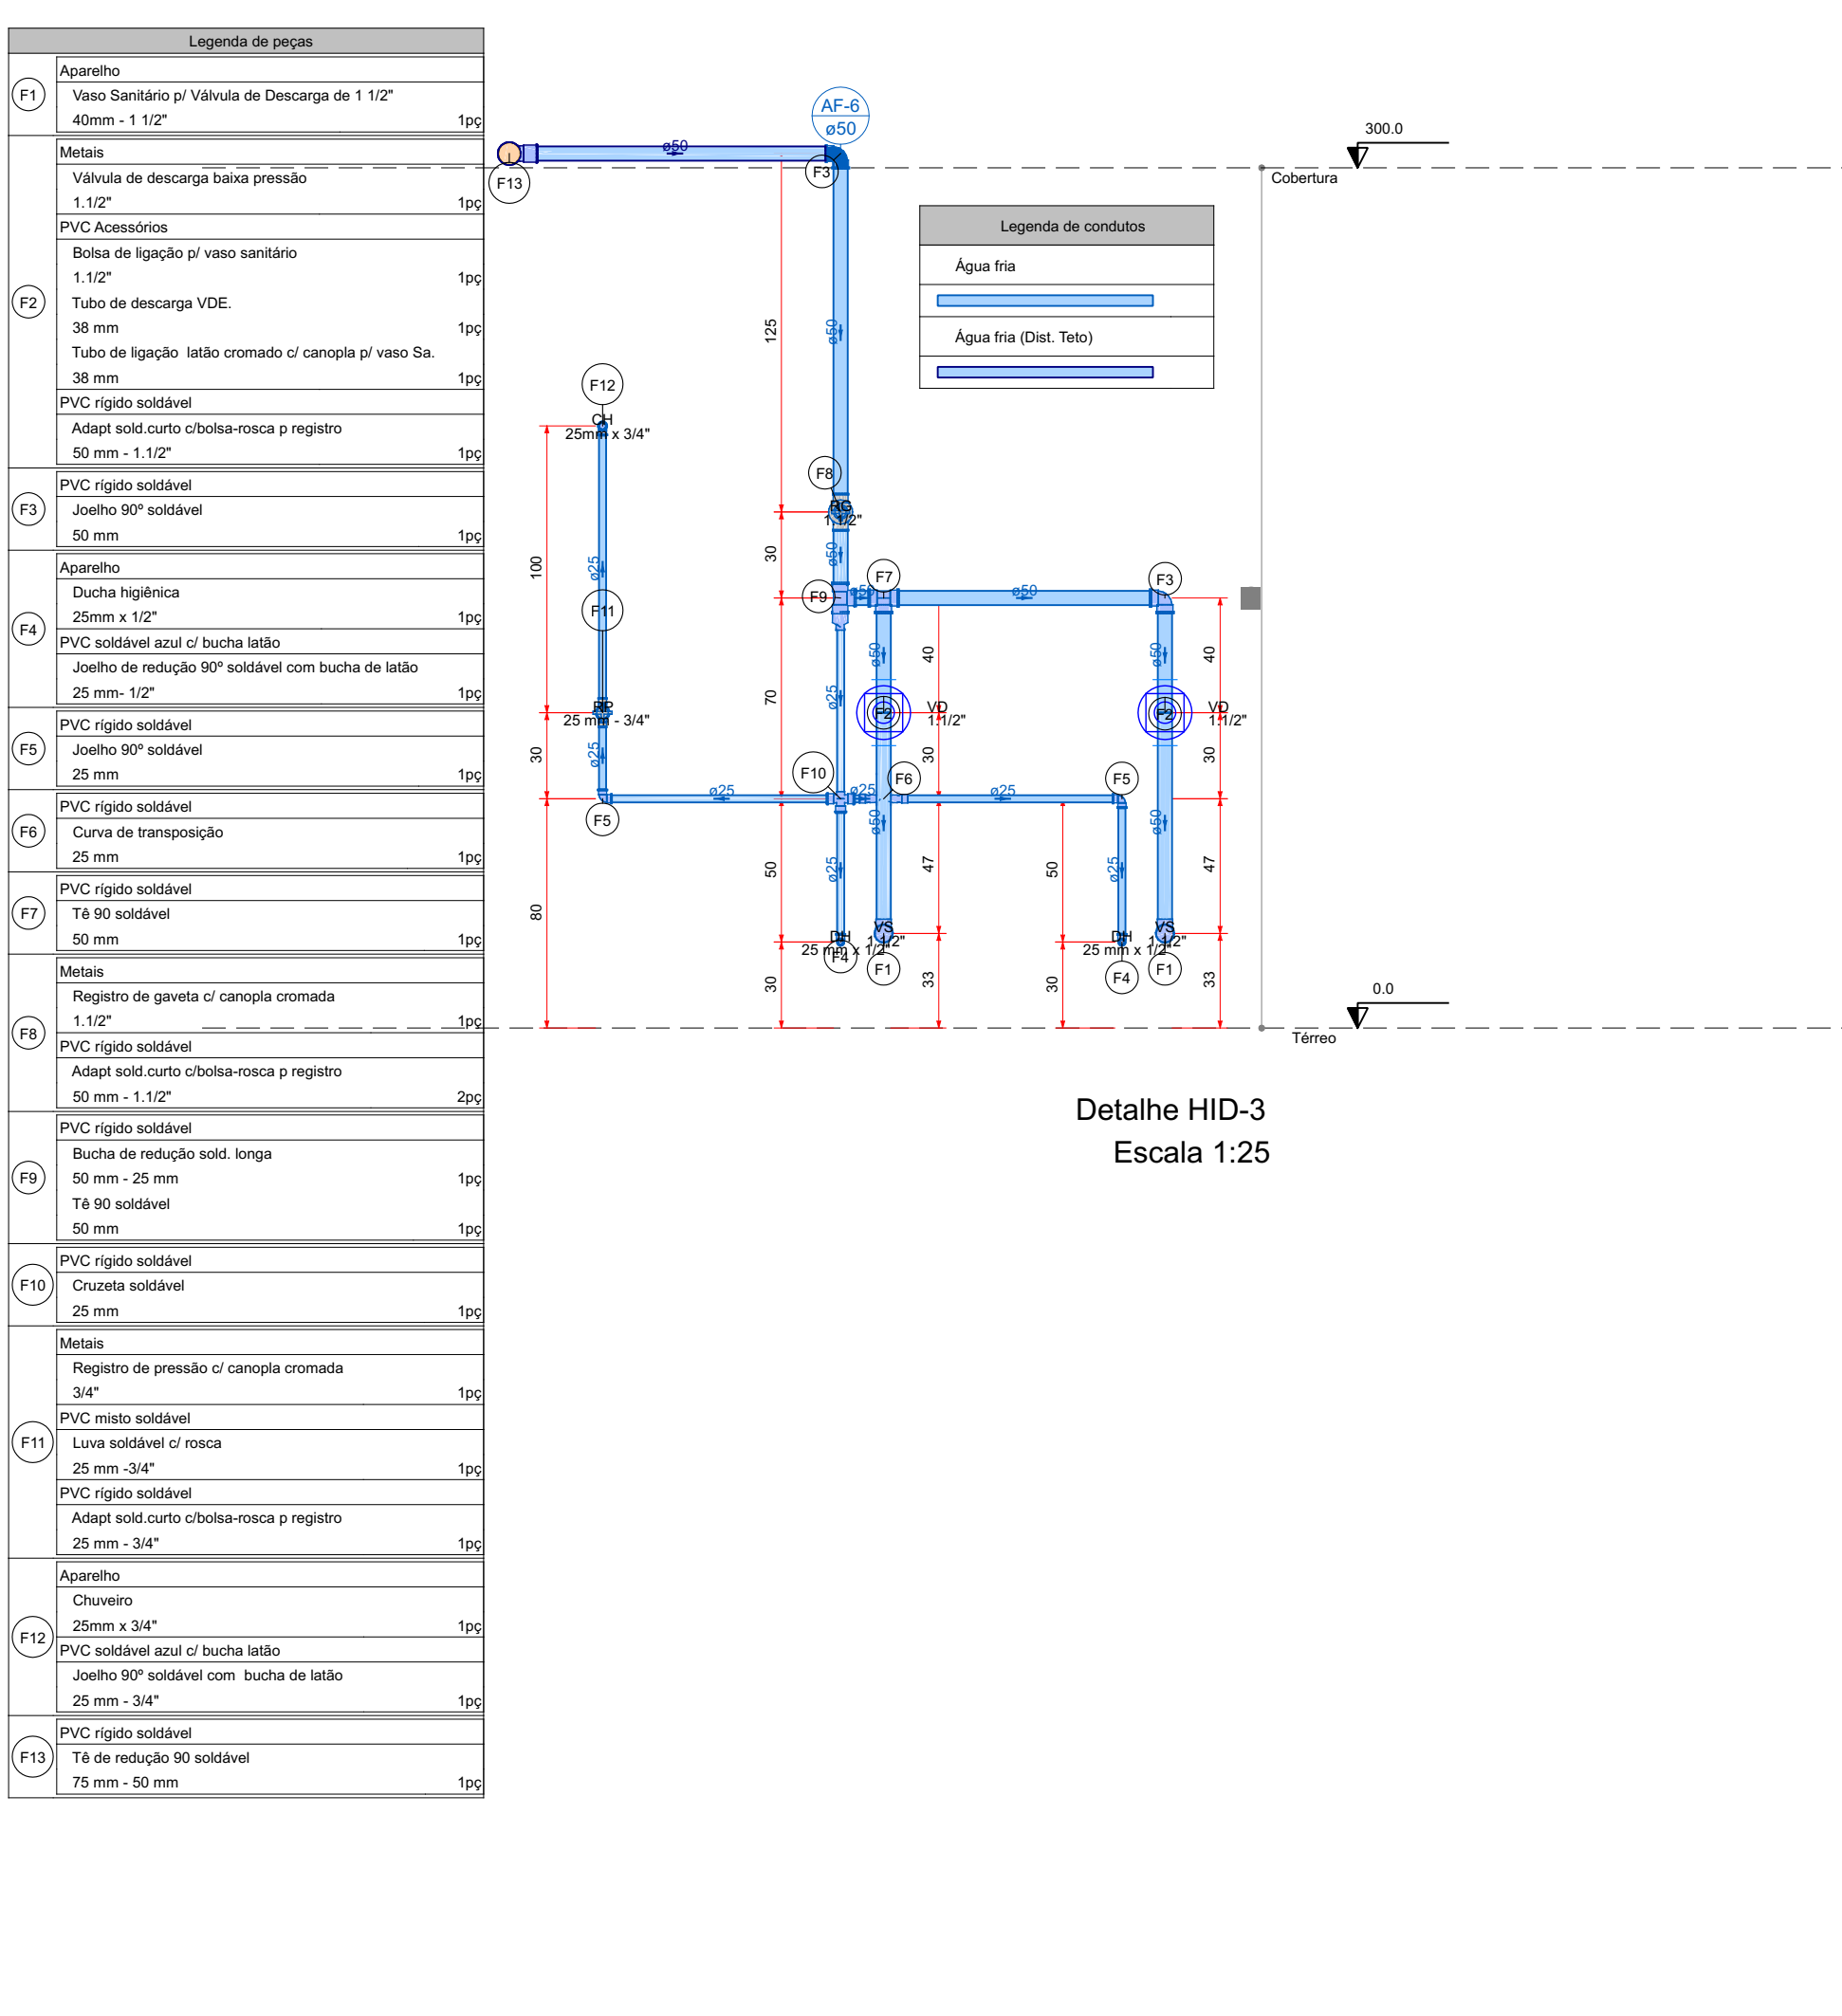 Legenda de peças
F1
Aparelho
Vaso Sanitário p/ Válvula de Descarga de 1 1/2"
40mm - 1 1/2" 1pç
F2
Metais
Válvula de descarga baixa pressão
1.1/2" 1pç
PVC Acessórios
Bolsa de ligação p/ vaso sanitário
1.1/2" 1pç
Tubo de descarga VDE.
38 mm 1pç
Tubo de ligação latão cromado c/ canopla p/ vaso Sa.
38 mm 1pç
PVC rígido soldável
Adapt sold.curto c/bolsa-rosca p registro
50 mm - 1.1/2" 1pç
F3
PVC rígido soldável
Joelho 90º soldável
50 mm 1pç
F4
Aparelho
Ducha higiênica
25mm x 1/2" 1pç
PVC soldável azul c/ bucha latão
Joelho de redução 90º soldável com bucha de latão
25 mm- 1/2" 1pç
F5
PVC rígido soldável
Joelho 90º soldável
25 mm 1pç
F6
PVC rígido soldável
Curva de transposição
25 mm 1pç
F7
PVC rígido soldável
Tê 90 soldável
50 mm 1pç
F8
Metais
Registro de gaveta c/ canopla cromada
1.1/2" 1pç
PVC rígido soldável
Adapt sold.curto c/bolsa-rosca p registro
50 mm - 1.1/2" 2pç
F9
PVC rígido soldável
Bucha de redução sold. longa
50 mm - 25 mm 1pç
Tê 90 soldável
50 mm 1pç
F10
PVC rígido soldável
Cruzeta soldável
25 mm 1pç
F11
Metais
Registro de pressão c/ canopla cromada
3/4" 1pç
PVC misto soldável
Luva soldável c/ rosca
25 mm -3/4" 1pç
PVC rígido soldável
Adapt sold.curto c/bolsa-rosca p registro
25 mm - 3/4" 1pç
F12
Aparelho
Chuveiro
25mm x 3/4" 1pç
PVC soldável azul c/ bucha latão
Joelho 90º soldável com bucha de latão
25 mm - 3/4" 1pç
F13
PVC rígido soldável
Tê de redução 90 soldável
75 mm - 50 mm 1pç
AF-6
ø50
ø50
F13
F3
300.0
Cobertura
Legenda de condutos
Água fria
Água fria (Dist. Teto)
125
ø50
F12
CH
25mm x 3/4"
F8
RG
1.1/2"
100
ø25
30
ø50
F11
F9
F7
ø50
ø50
F3
70
ø25
ø50
40
ø50
40
RP
25 mm - 3/4"
F2
VD
1.1/2"
F2
VD
1.1/2"
30
ø25
30
30
F10
F6
F5
ø25
ø25
ø25
F5
ø50
ø50
80
50
ø25
47
50
ø25
47
DH
25 mm x 1/2"
F4
VS
1.1/2"
F1
DH
25 mm x 1/2"
F4
VS
1.1/2"
F1
30
33
30
33
0.0
Térreo
Detalhe HID-3
Escala 1:25